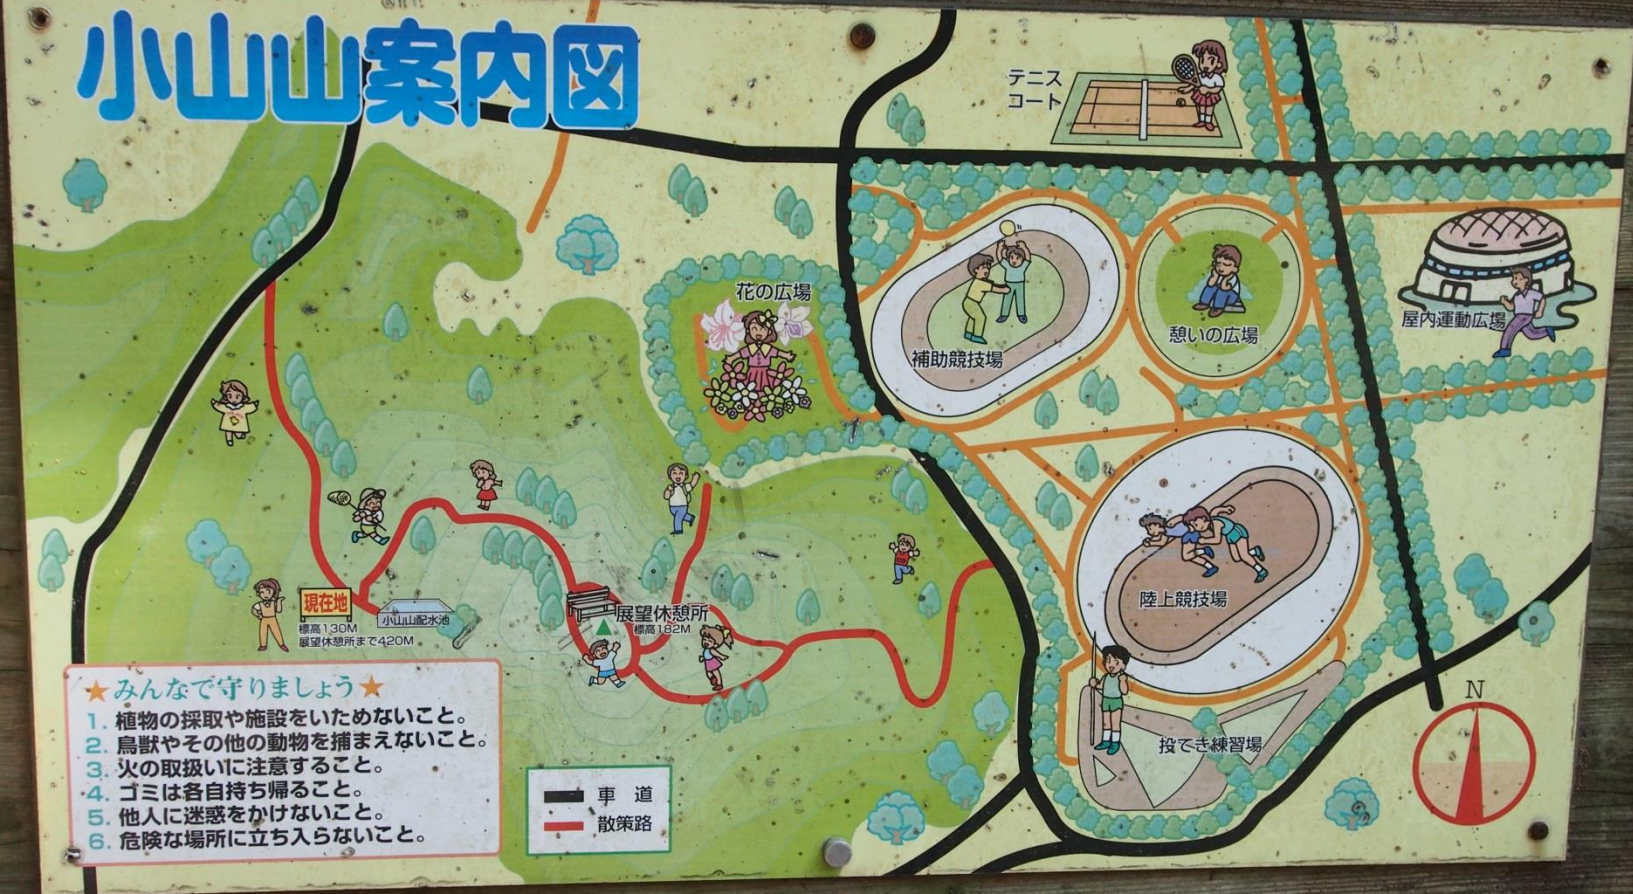 小山山案内図
テニス
コート
花の広場
補助競技場
憩いの広場
屋内運動広場
陸上競技場
現在地
標高130M
展望休憩所まで420M
小山山配水池
展望休憩所
標高182M
投てき練習場
★みんなで守りましょう★
1. 植物の採取や施設をいためないこと。
2. 鳥獣やその他の動物を捕まえないこと。
3. 火の取扱いに注意すること。
4. ゴミは各自持ち帰ること。
5. 他人に迷惑をかけないこと。
6. 危険な場所に立ち入らないこと。
車 道
散策路
N